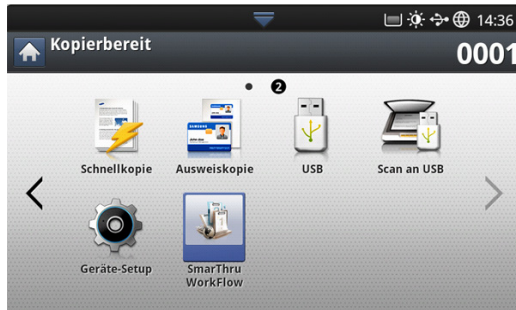 14:36
Kopierbereit
0001
2
Schnellkopie
Ausweiskopie
USB
Scan an USB
Geräte-Setup
SmarThru
WorkFlow